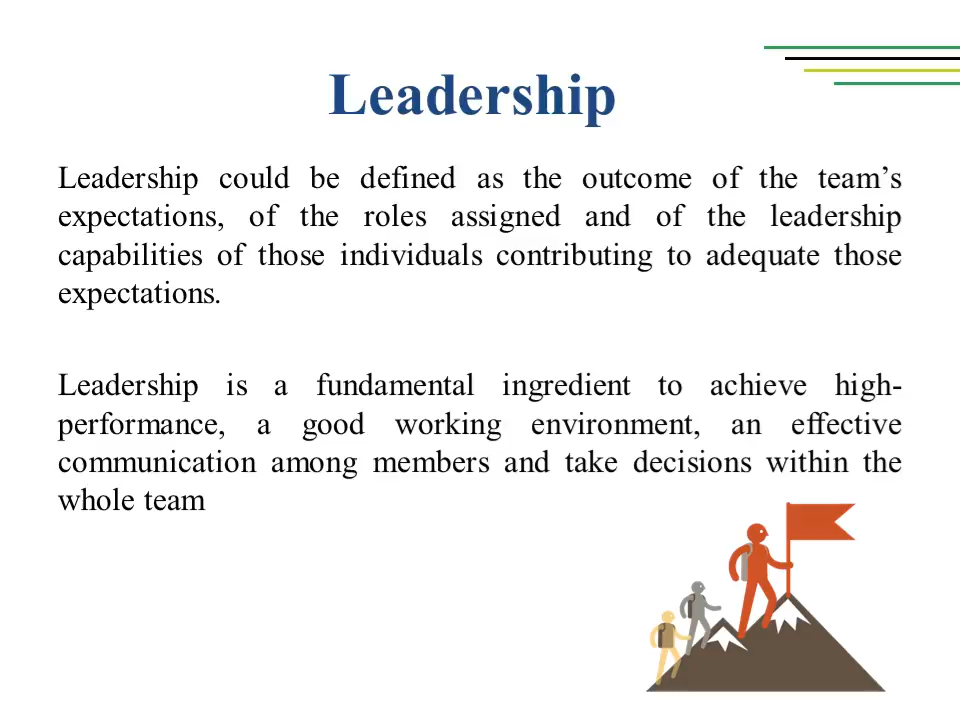 Leadership
Leadership could be defined as the outcome of the team’s
expectations, of the roles assigned and of the leadership
capabilities of those individuals contributing to adequate those
expectations.
Leadership is a fundamental ingredient to achieve high-
performance, a good working environment, an effective
communication among members and take decisions within the
whole team